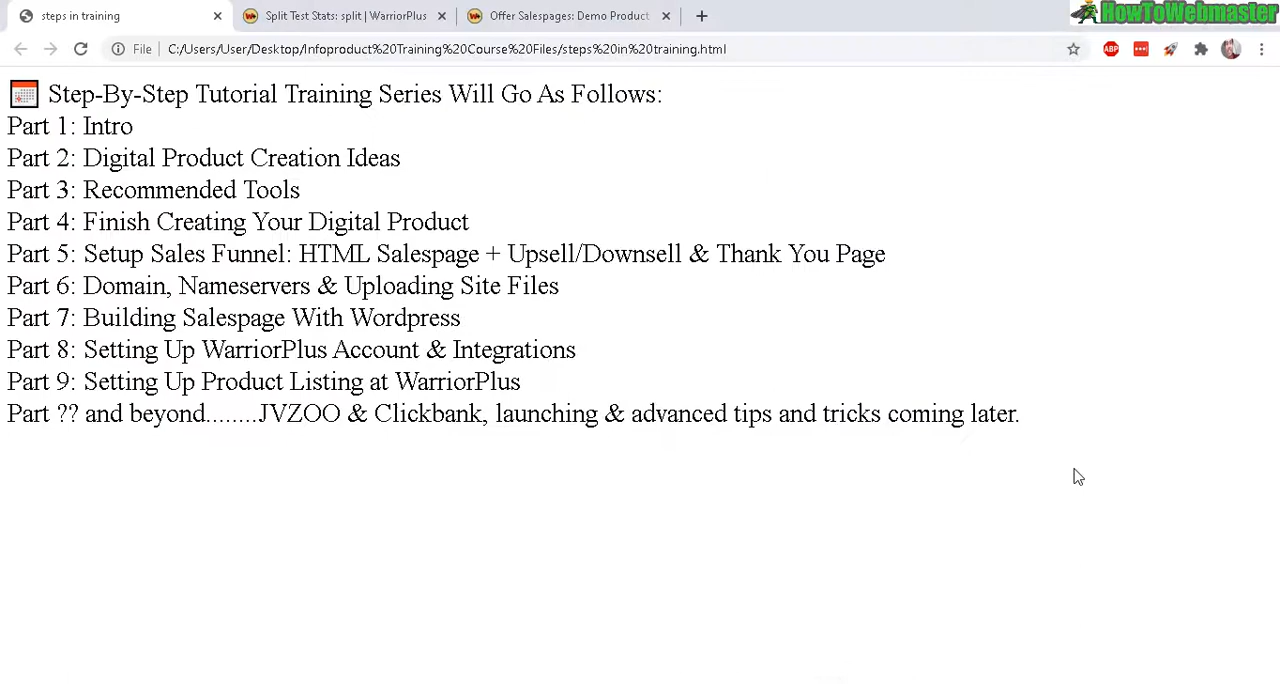 steps in training
Split Test Stats: split | WarriorPlus
Offer Salespages: Demo Product
HowToWebmaster
File
C:/Users/User/Desktop/Infoproduct%20Training%20Course%20Files/steps%20in%20training.html
ABP
Step-By-Step Tutorial Training Series Will Go As Follows:
Part 1: Intro
Part 2: Digital Product Creation Ideas
Part 3: Recommended Tools
Part 4: Finish Creating Your Digital Product
Part 5: Setup Sales Funnel: HTML Salespage + Upsell/Downsell & Thank You Page
Part 6: Domain, Nameservers & Uploading Site Files
Part 7: Building Salespage With Wordpress
Part 8: Setting Up WarriorPlus Account & Integrations
Part 9: Setting Up Product Listing at WarriorPlus
Part ?? and beyond........JVZOO & Clickbank, launching & advanced tips and tricks coming later.